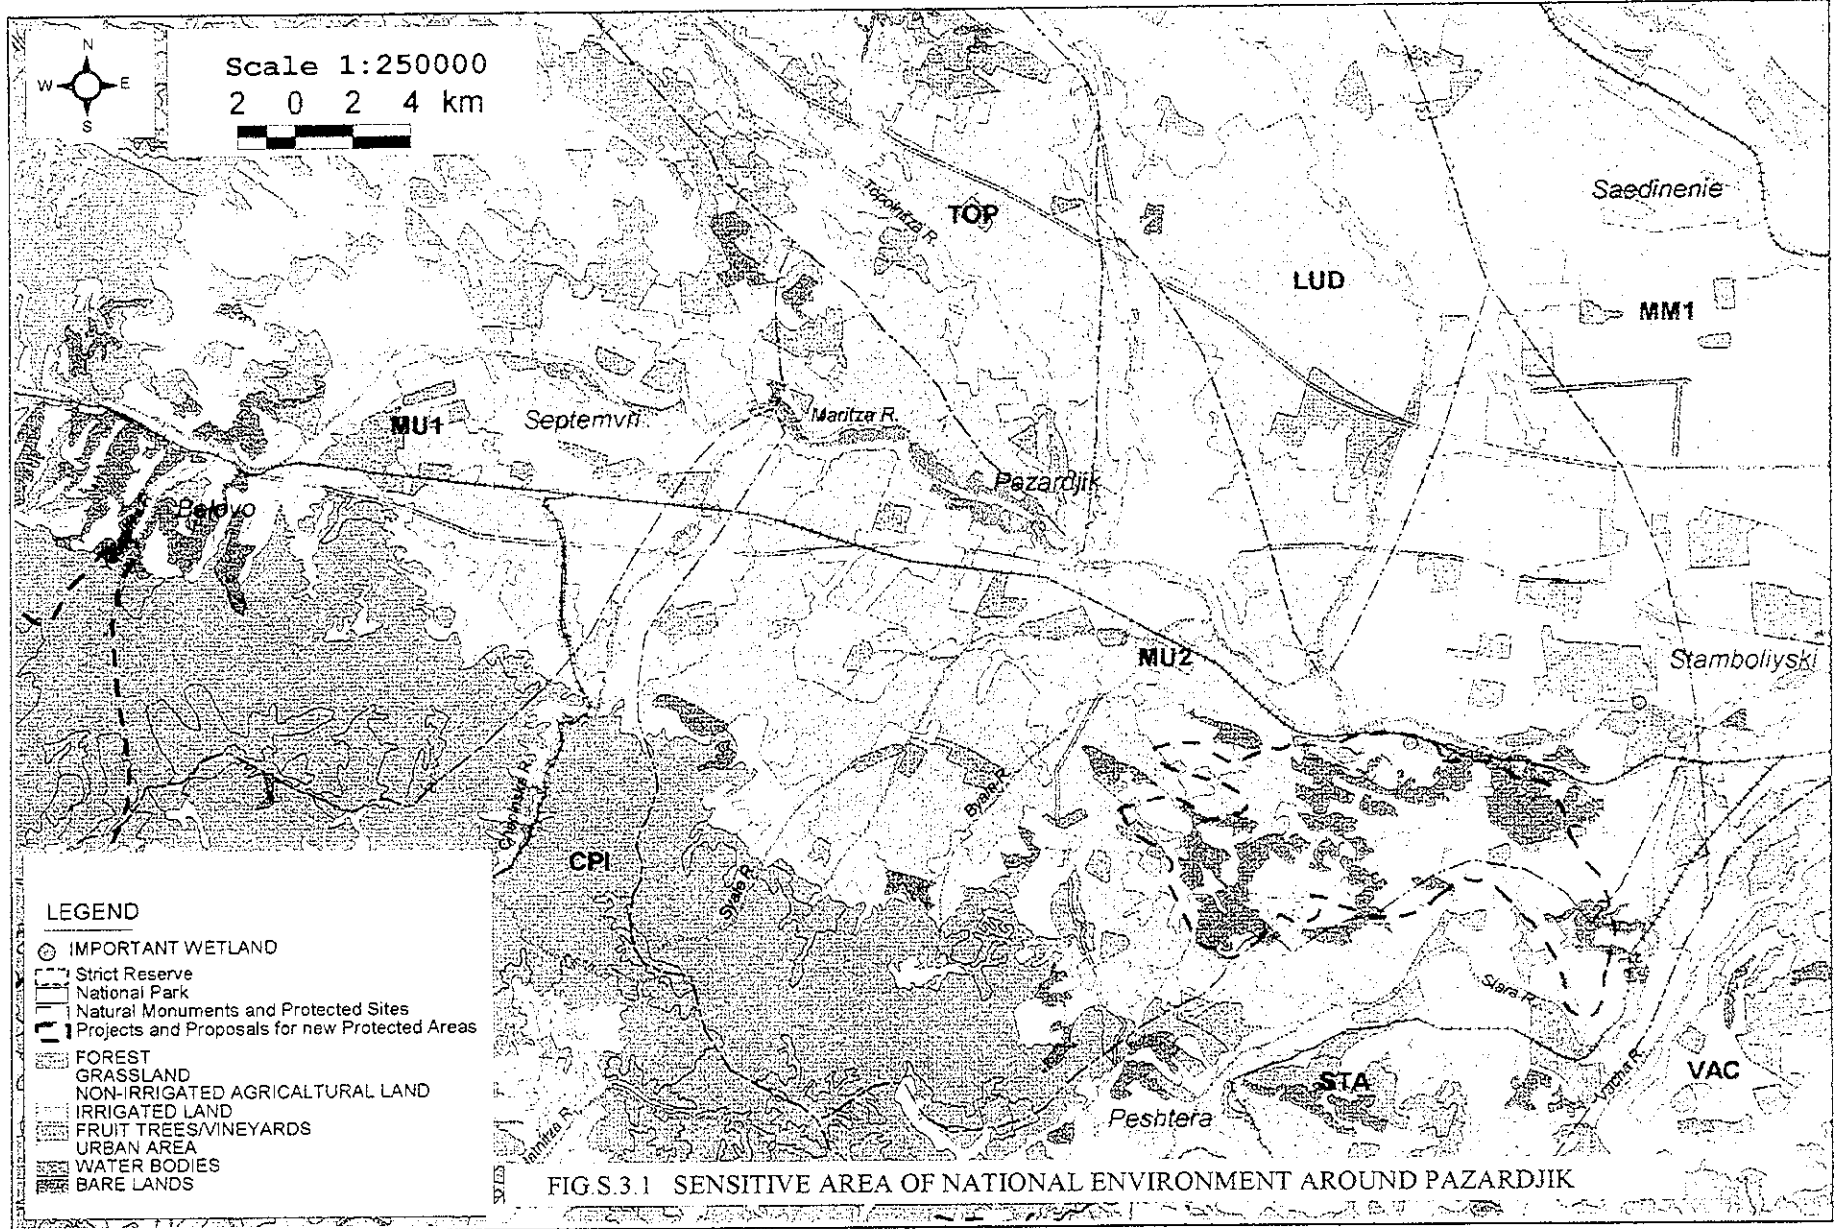 N
W E
S
Scale 1:250000
2 0 2 4 km
Saedinenie
Topolnitza R.
TOP
LUD
MM1
MU1
Septemvri
Maritza R.
Pazardjik
Belovo
MU2
Stamboliyski
Chepinska R.
Byala R.
CPI
Syala R.
Stara R.
STA
Vacha R.
VAC
Peshtera
LEGEND
IMPORTANT WETLAND
Strict Reserve
National Park
Natural Monuments and Protected Sites
Projects and Proposals for new Protected Areas
FOREST
GRASSLAND
NON-IRRIGATED AGRICALTURAL LAND
IRRIGATED LAND
FRUIT TREES/VINEYARDS
URBAN AREA
WATER BODIES
BARE LANDS
FIG.S.3.1 SENSITIVE AREA OF NATIONAL ENVIRONMENT AROUND PAZARDJIK